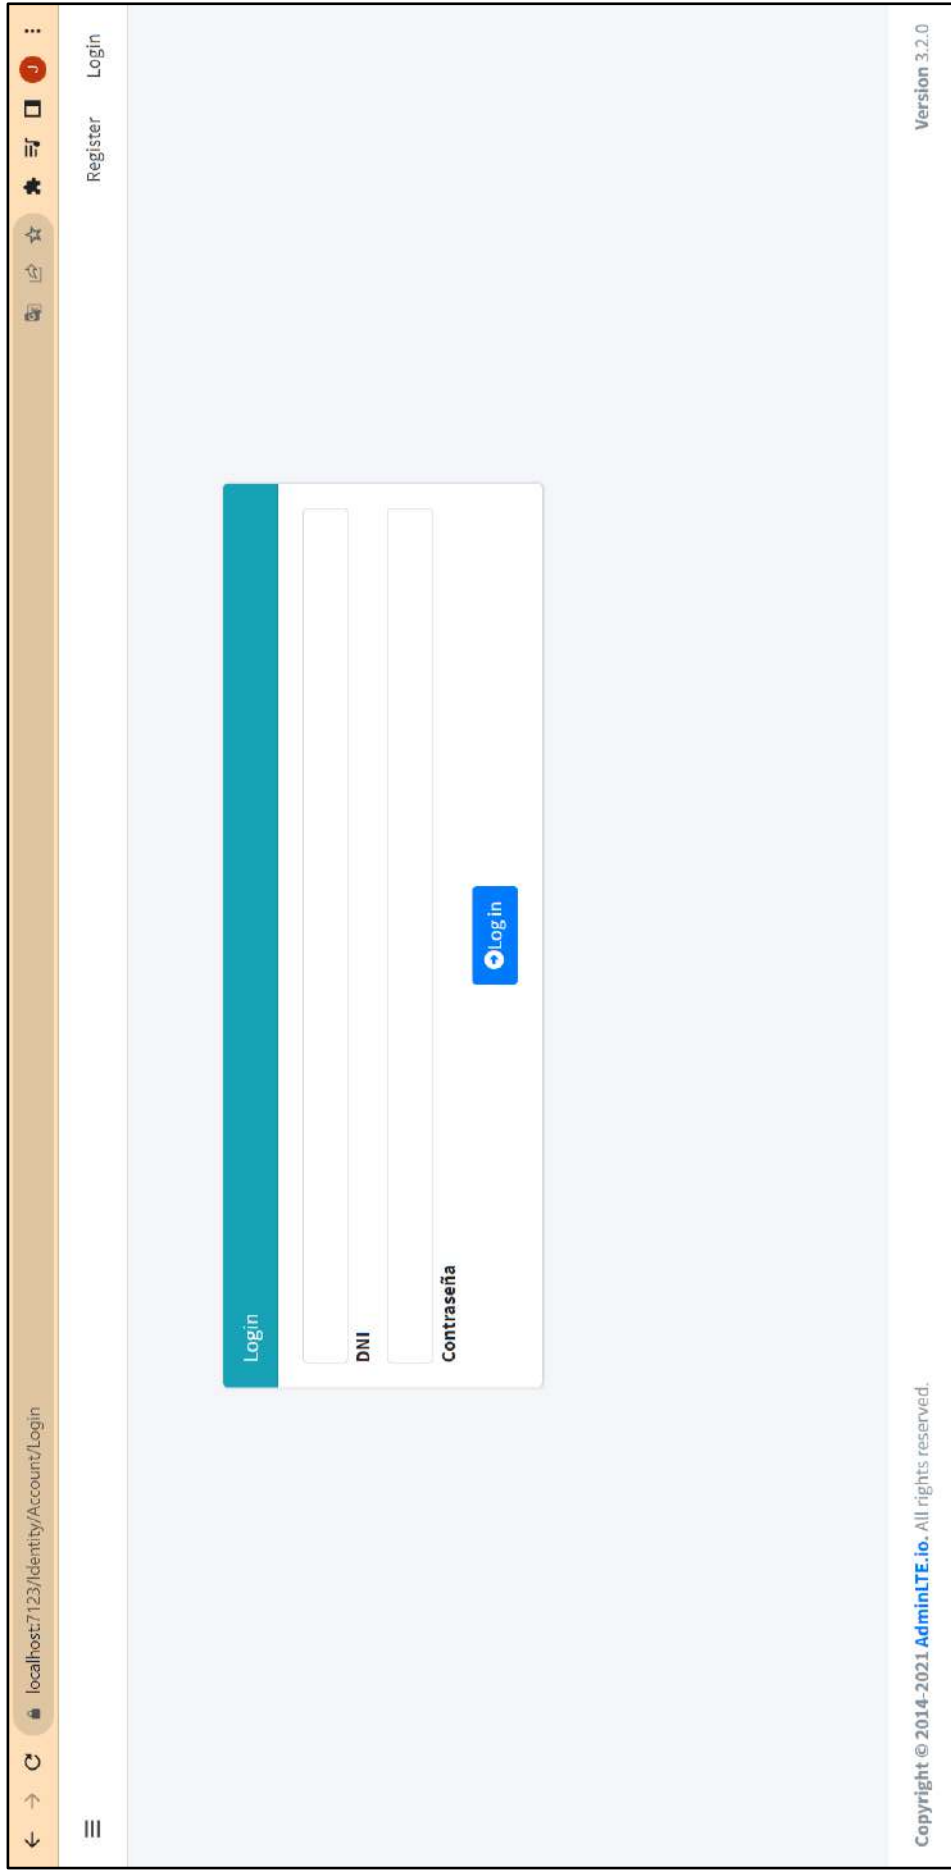 localhost:7123/Identity/Account/Login
J
Register Login
Login
DNI
Contraseña
Log in
Copyright © 2014-2021 AdminLTE.io. All rights reserved.
Version 3.2.0